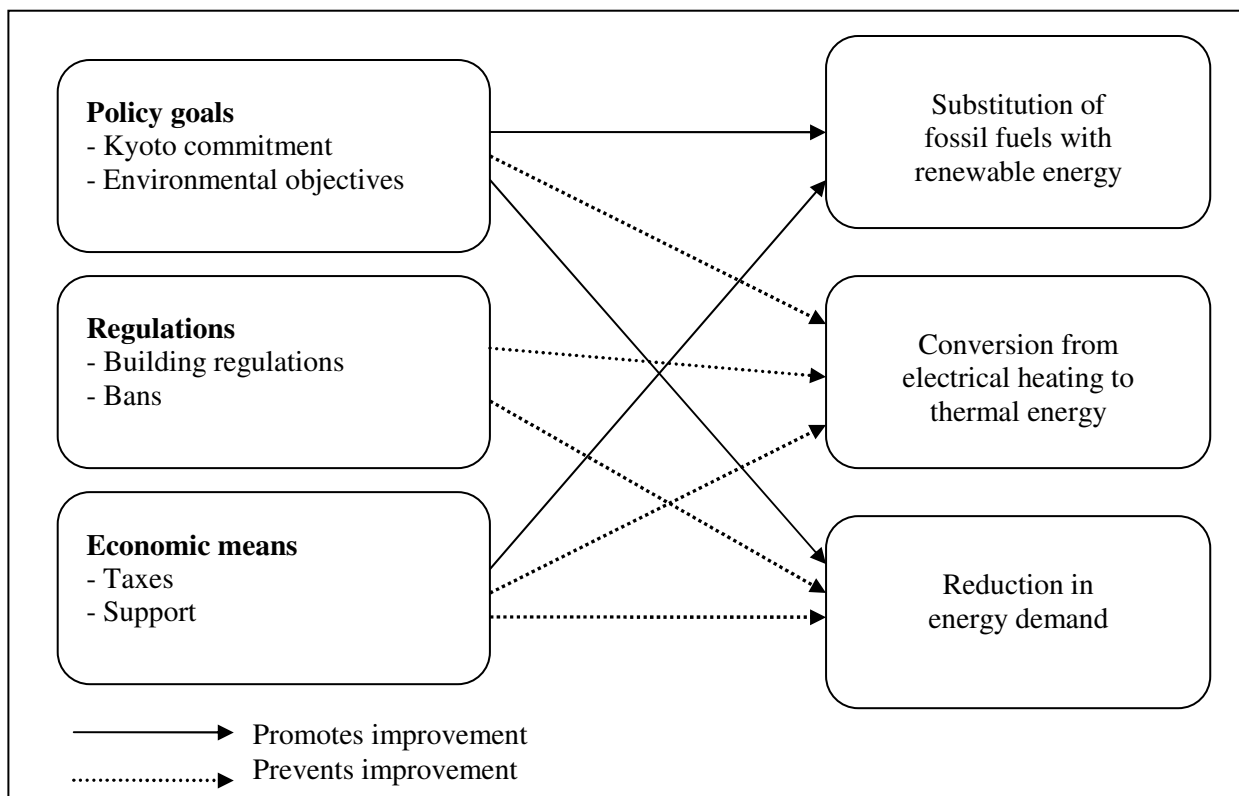 Policy goals
- Kyoto commitment
- Environmental objectives
Regulations
- Building regulations
- Bans
Economic means
- Taxes
- Support
Substitution of
fossil fuels with
renewable energy
Conversion from
electrical heating to
thermal energy
Reduction in
energy demand
Promotes improvement
Prevents improvement